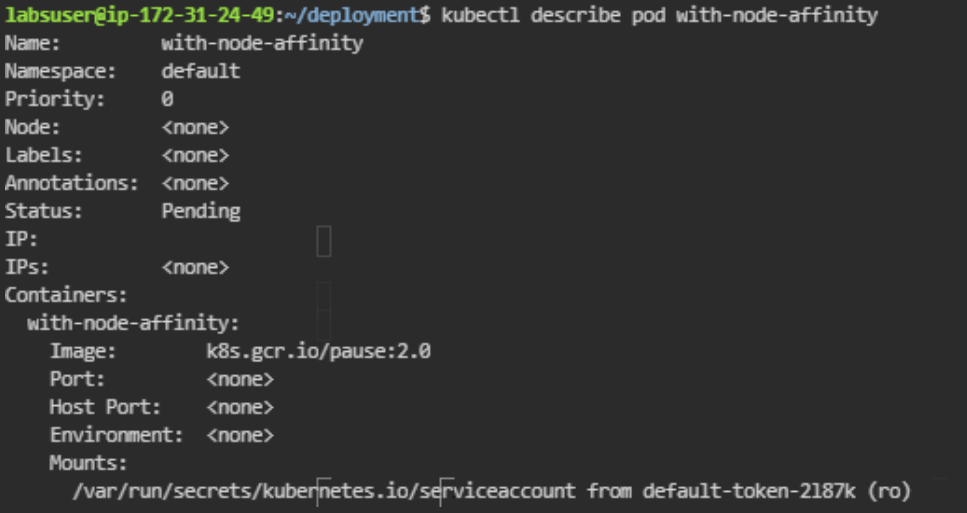 labsuser@ip-172-31-24-49:~/deployment$ kubectl describe pod with-node-affinity
Name: with-node-affinity
Namespace: default
Priority: 0
Node: <none>
Labels: <none>
Annotations: <none>
Status: Pending
IP:
IPs: <none>
Containers:
with-node-affinity:
Image: k8s.gcr.io/pause:2.0
Port: <none>
Host Port: <none>
Environment: <none>
Mounts:
/var/run/secrets/kubernetes.io/serviceaccount from default-token-2l87k (ro)